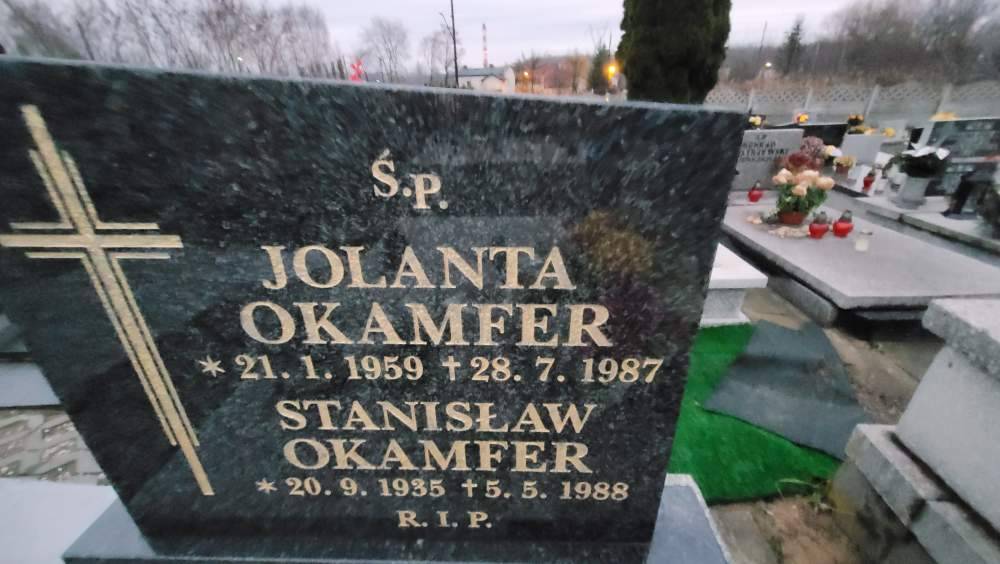 Ś.P.
JOLANTA
OKAMFER
* 21. 1. 1959 † 28. 7. 1987
STANISŁAW
OKAMFER
* 20. 9. 1935 † 5. 5. 1988
R. I. P.